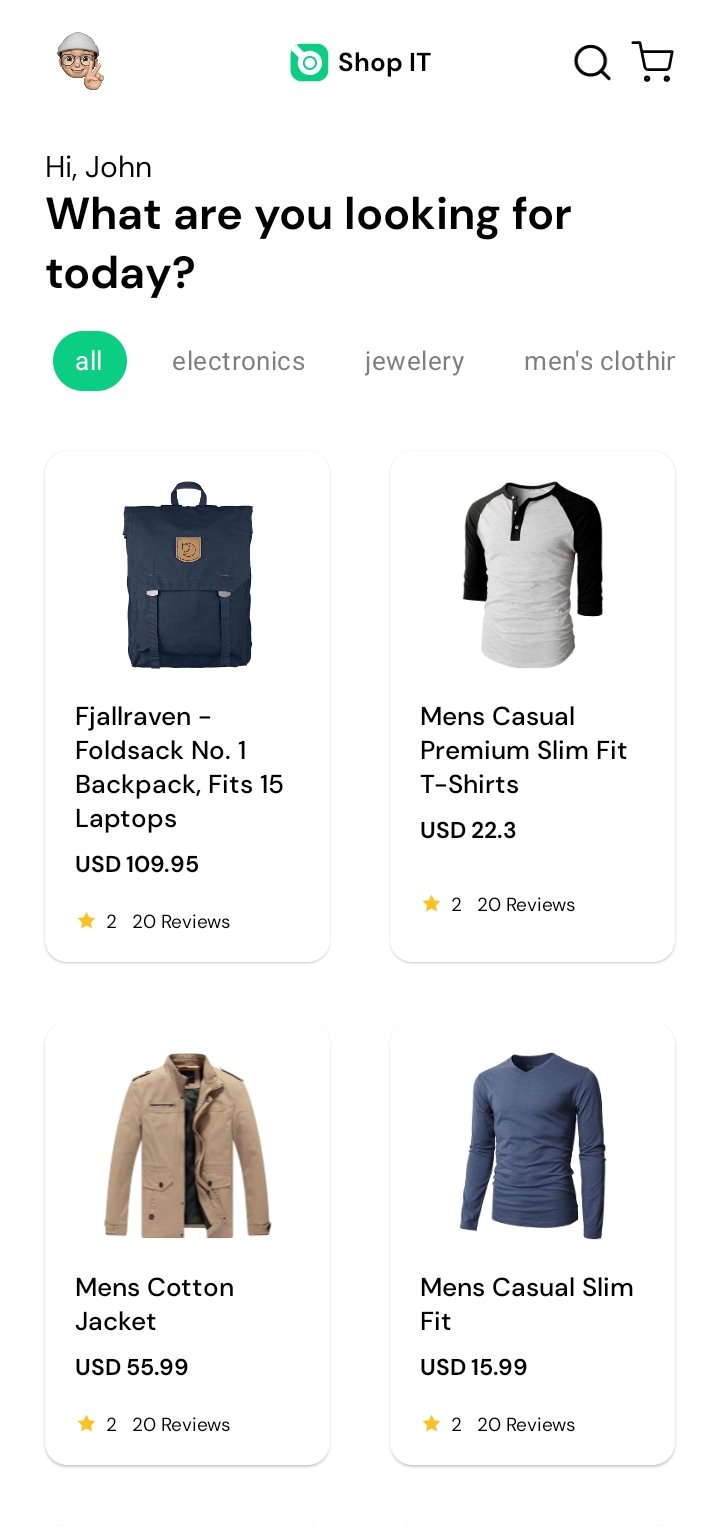 Shop IT
Hi, John
What are you looking for
today?
all electronics jewelery men's clothin
Fjallraven -
Foldsack No. 1
Backpack, Fits 15
Laptops
USD 109.95
2 20 Reviews
Mens Casual
Premium Slim Fit
T-Shirts
USD 22.3
2 20 Reviews
Mens Cotton
Jacket
USD 55.99
2 20 Reviews
Mens Casual Slim
Fit
USD 15.99
2 20 Reviews